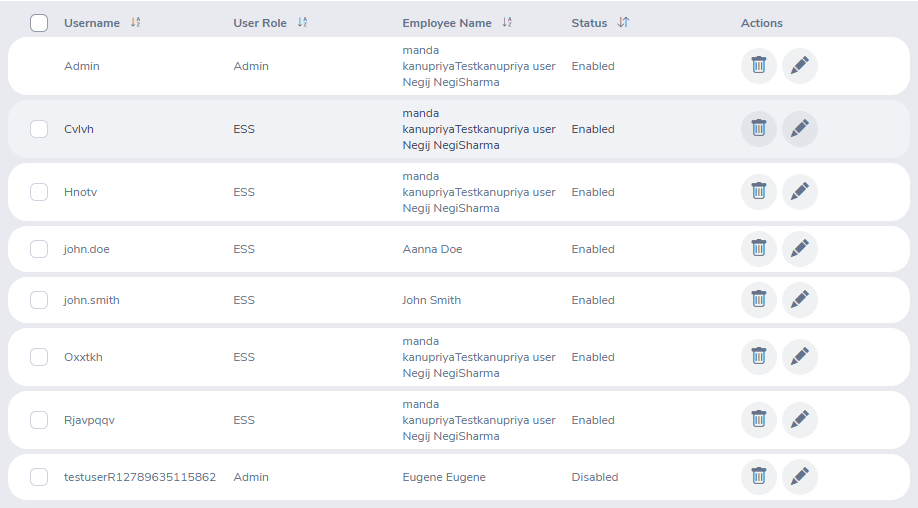 Username User Role Employee Name Status Actions
Admin Admin manda kanupriyaTestkanupriya user Negij NegiSharma Enabled
Cvlvh ESS manda kanupriyaTestkanupriya user Negij NegiSharma Enabled
Hnotv ESS manda kanupriyaTestkanupriya user Negij NegiSharma Enabled
john.doe ESS Aanna Doe Enabled
john.smith ESS John Smith Enabled
Oxxtkh ESS manda kanupriyaTestkanupriya user Negij NegiSharma Enabled
Rjavpqqv ESS manda kanupriyaTestkanupriya user Negij NegiSharma Enabled
testuserR12789635115862 Admin Eugene Eugene Disabled